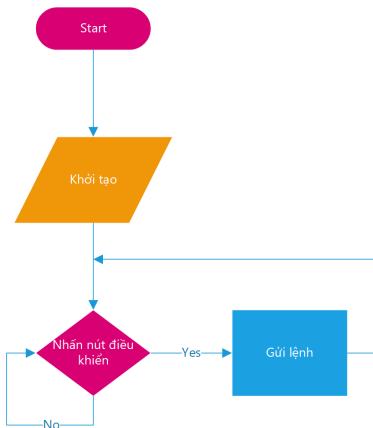 Start
Khởi tạo
Nhấn nút điều
khiển
Yes
Gửi lệnh
No